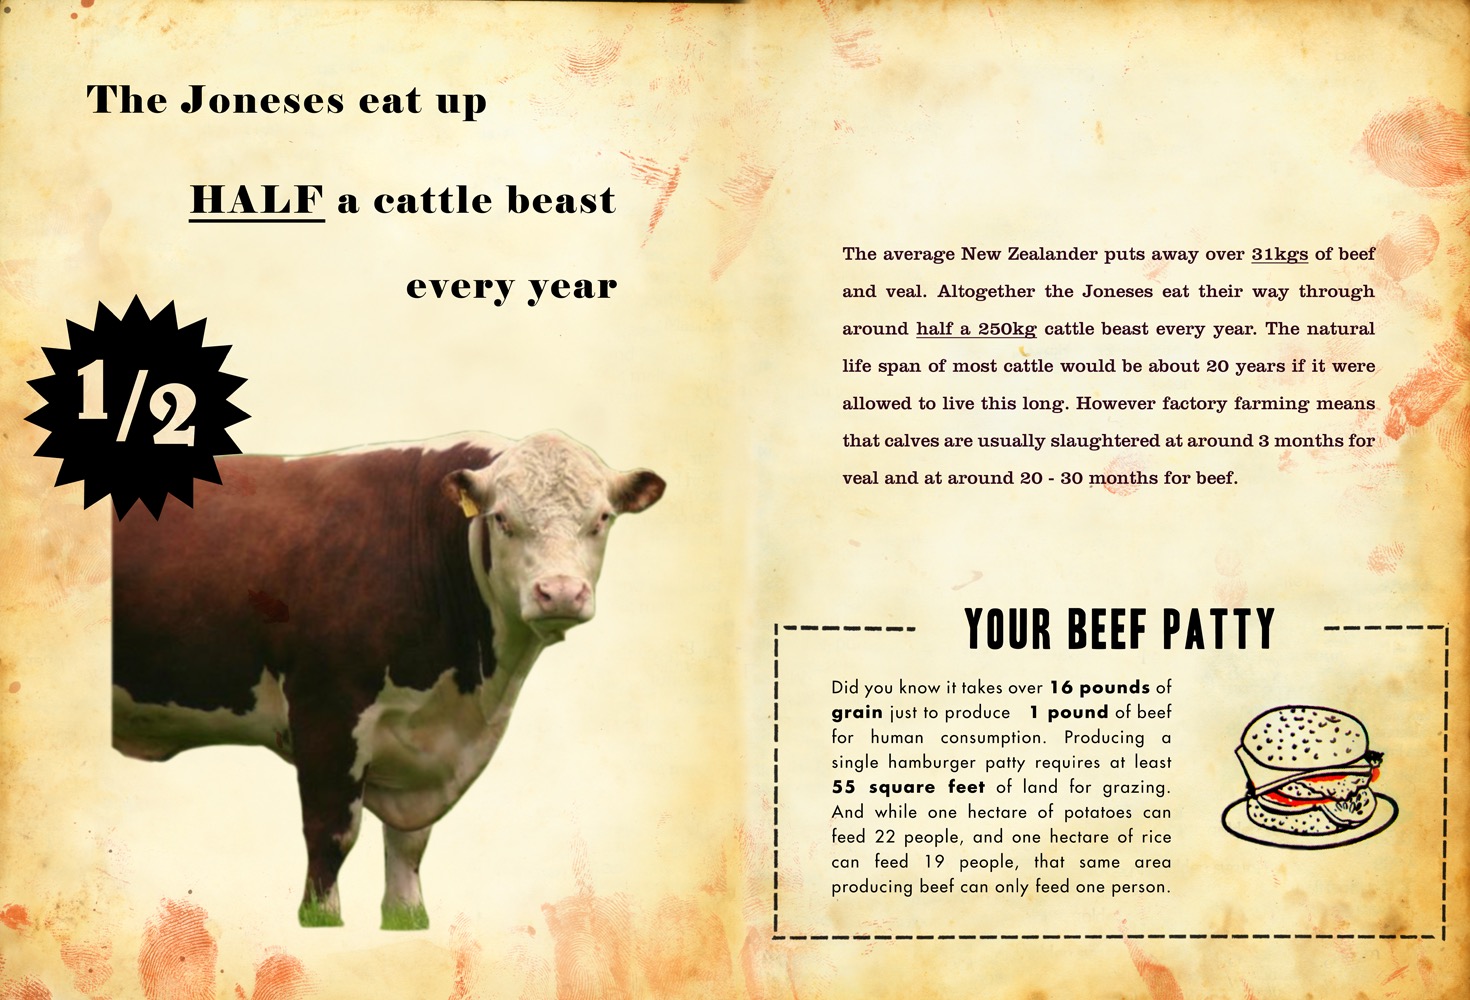 The Joneses eat up
HALF a cattle beast
every year
1/2
The average New Zealander puts away over 31kgs of beef
and veal. Altogether the Joneses eat their way through
around half a 250kg cattle beast every year. The natural
life span of most cattle would be about 20 years if it were
allowed to live this long. However factory farming means
that calves are usually slaughtered at around 3 months for
veal and at around 20 - 30 months for beef.
YOUR BEEF PATTY
Did you know it takes over 16 pounds of
grain just to produce 1 pound of beef
for human consumption. Producing a
single hamburger patty requires at least
55 square feet of land for grazing.
And while one hectare of potatoes can
feed 22 people, and one hectare of rice
can feed 19 people, that same area
producing beef can only feed one person.